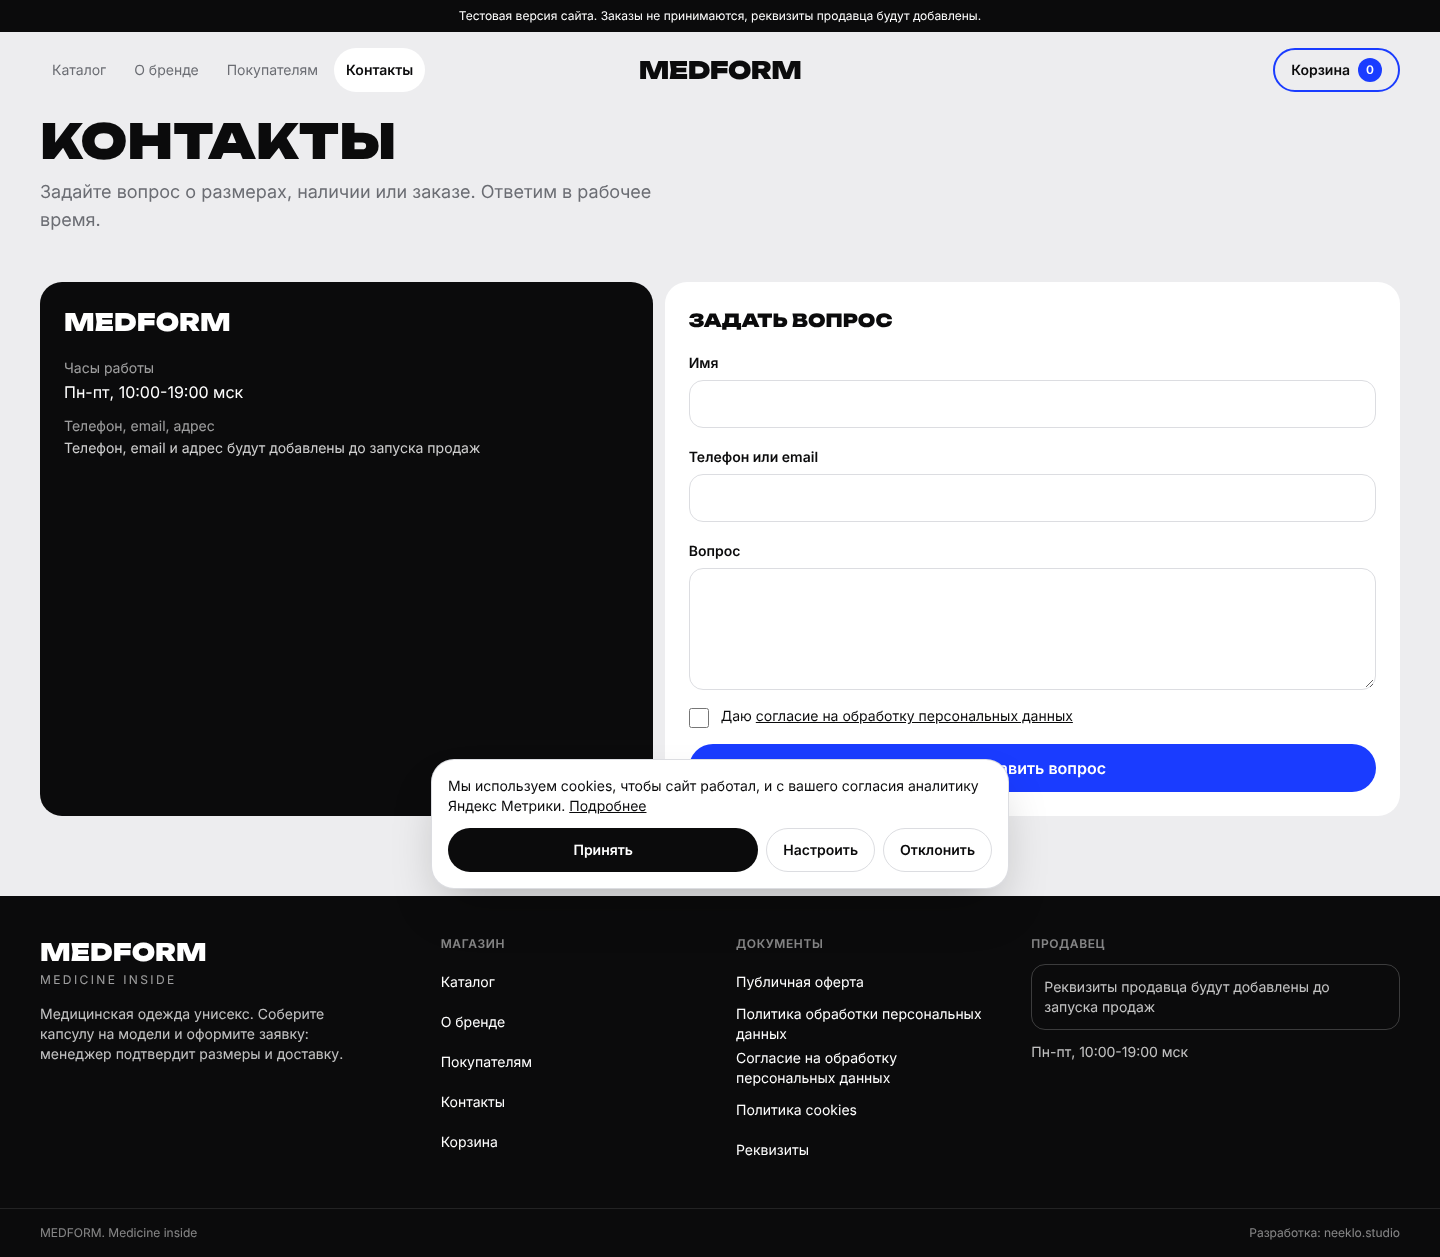 Тестовая версия сайта. Заказы не принимаются, реквизиты продавца будут добавлены.
Каталог О бренде Покупателям Контакты MEDFORM Корзина 0
КОНТАКТЫ
Задайте вопрос о размерах, наличии или заказе. Ответим в рабочее
время.
MEDFORM
Часы работы
Пн-пт, 10:00-19:00 мск
Телефон, email, адрес
Телефон, email и адрес будут добавлены до запуска продаж
ЗАДАТЬ ВОПРОС
Имя
Телефон или email
Вопрос
Даю согласие на обработку персональных данных
вить вопрос
Мы используем cookies, чтобы сайт работал, и с вашего согласия аналитику
Яндекс Метрики. Подробнее
Принять Настроить Отклонить
MEDFORM
MEDICINE INSIDE
Медицинская одежда унисекс. Соберите
капсулу на модели и оформите заявку:
менеджер подтвердит размеры и доставку.
МАГАЗИН
Каталог
О бренде
Покупателям
Контакты
Корзина
ДОКУМЕНТЫ
Публичная оферта
Политика обработки персональных
данных
Согласие на обработку
персональных данных
Политика cookies
Реквизиты
ПРОДАВЕЦ
Реквизиты продавца будут добавлены до
запуска продаж
Пн-пт, 10:00-19:00 мск
MEDFORM. Medicine inside
Разработка: neeklo.studio